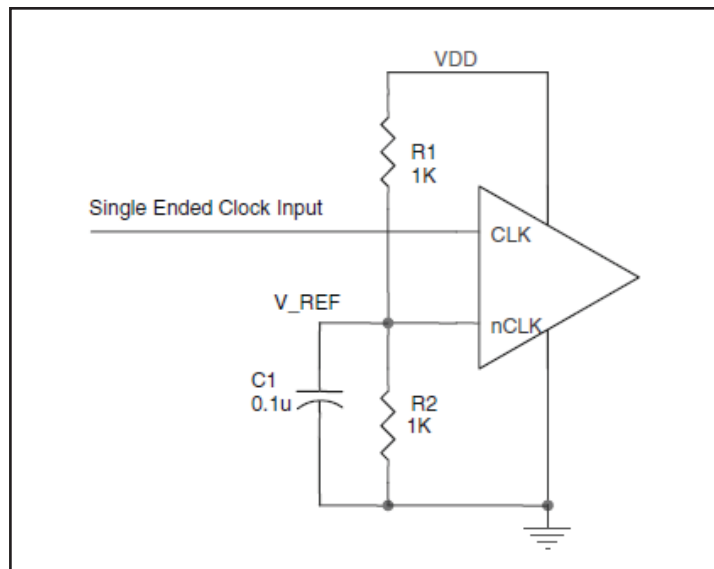 VDD
R1
1K
Single Ended Clock Input
CLK
V_REF
nCLK
C1
0.1u
R2
1K